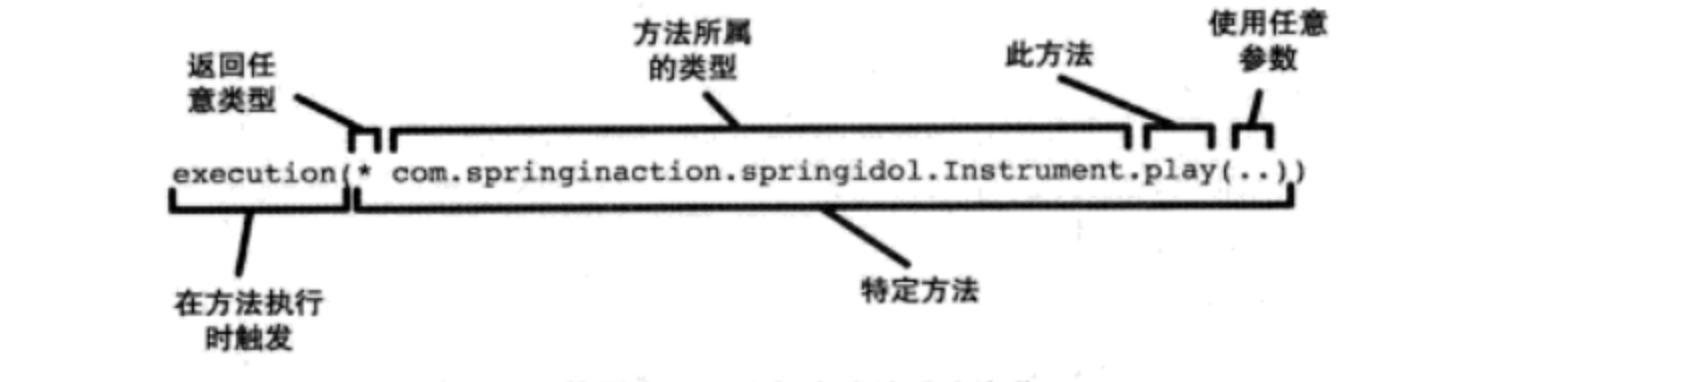 返回任
意类型
方法所属
的类型
此方法
使用任意
参数
execution(* com.springinaction.springidol.Instrument.play(..))
在方法执行
时触发
特定方法